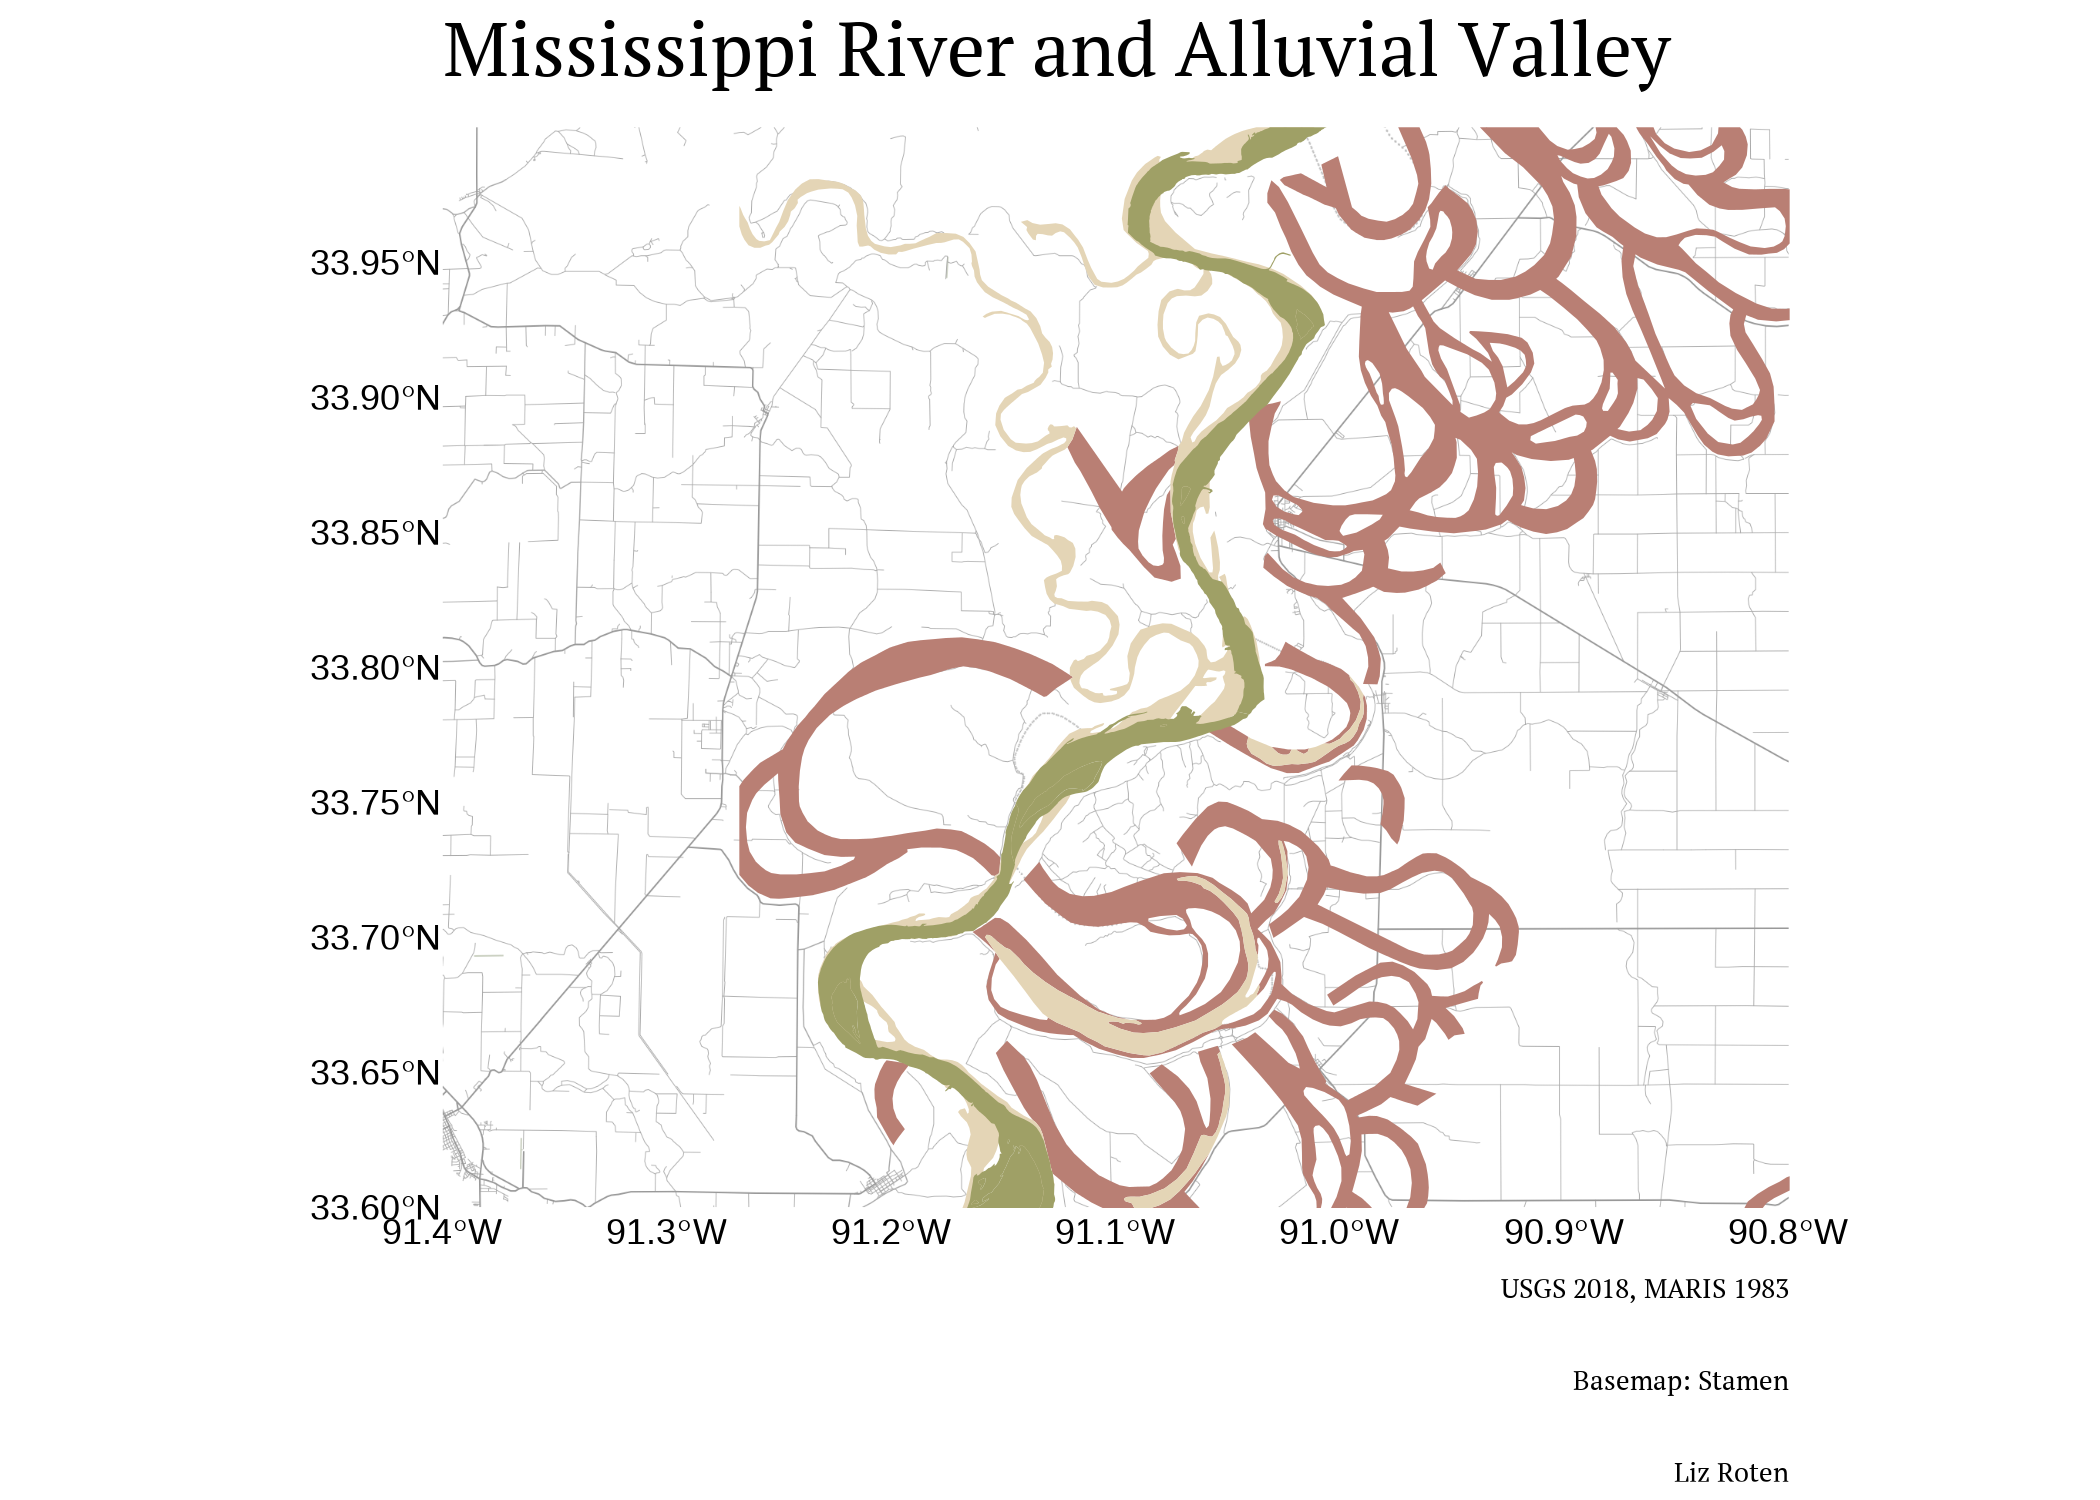 Mississippi River and Alluvial Valley
33.95°N
33.90°N
33.85°N
33.80°N
33.75°N
33.70°N
33.65°N
33.60°N
91.4°W 91.3°W 91.2°W 91.1°W 91.0°W 90.9°W 90.8°W
USGS 2018, MARIS 1983
Basemap: Stamen
Liz Roten